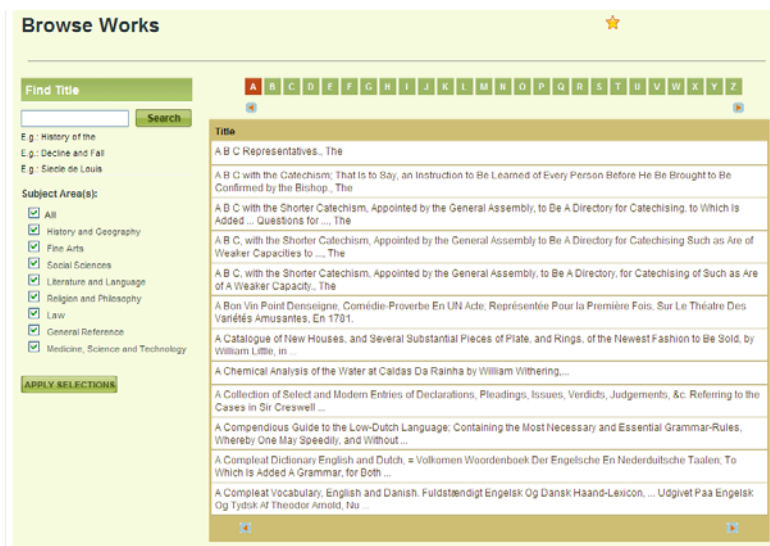 Browse Works
Find Title
Search
E.g.: History of the
E.g.: Decline and Fall
E.g.: Siecle de Louis
Subject Area(s):
All
History and Geography
Fine Arts
Social Sciences
Literature and Language
Religion and Philosophy
Law
General Reference
Medicine, Science and Technology
APPLY SELECTIONS
A B C D E F G H I J K L M N O P Q R S T U V W X Y Z
Title
A B C Representatives., The
A B C with the Catechism; That Is to Say, an Instruction to Be Learned of Every Person Before He Be Brought to Be
Confirmed by the Bishop., The
A B C with the Shorter Catechism, Appointed by the General Assembly, to Be A Directory for Catechising, to Which Is
Added ... Questions for ..., The
A B C, with the Shorter Catechism, Appointed by the General Assembly to Be A Directory for Catechising Such as Are of
Weaker Capacities to ..., The
A B C, with the Shorter Catechism, Appointed by the General Assembly, to Be A Directory, for Catechising of Such as Are
of A Weaker Capacity., The
A Bon Vin Point Denseigne, Comédie-Proverbe En UN Acte; Représentée Pour la Première Fois, Sur Le Théatre Des
Variétés Amusantes, En 1781.
A Catalogue of New Houses, and Several Substantial Pieces of Plate, and Rings, of the Newest Fashion to Be Sold, by
William Little, in ...
A Chemical Analysis of the Water at Caldas Da Rainha by William Withering,...
A Collection of Select and Modern Entries of Declarations, Pleadings, Issues, Verdicts, Judgements, &c. Referring to the
Cases in Sir Creswell ...
A Compendious Guide to the Low-Dutch Language; Containing the Most Necessary and Essential Grammar-Rules,
Whereby One May Speedily, and Without ...
A Compleat Dictionary English and Dutch, = Volkomen Woordenboek Der Engelsche En Nederduitsche Taalen; To
Which Is Added A Grammar, for Both ...
A Compleat Vocabulary, English and Danish. Fuldstændigt Engelsk Og Dansk Haand-Lexicon, ... Udgivet Paa Engelsk
Og Tydsk Af Theodor Arnold, Nu ...